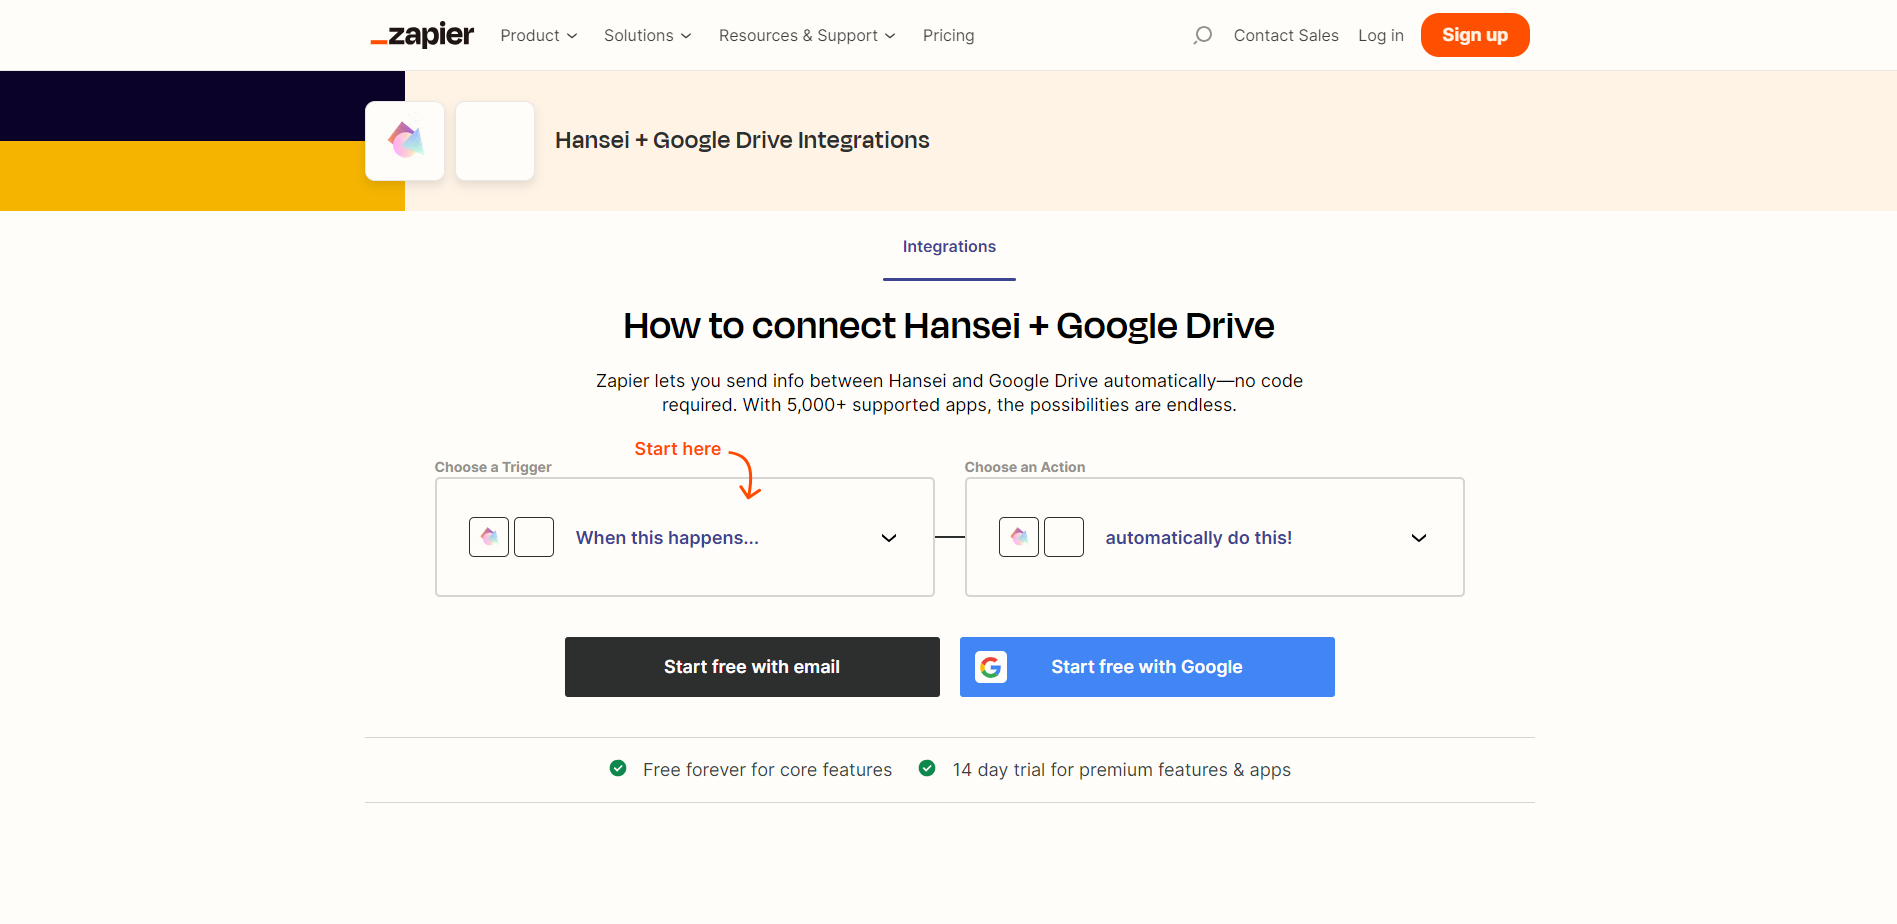 zapier Product Solutions Resources & Support Pricing Contact Sales Log in Sign up
Hansei + Google Drive Integrations
Integrations
How to connect Hansei + Google Drive
Zapier lets you send info between Hansei and Google Drive automatically—no code
required. With 5,000+ supported apps, the possibilities are endless.
Start here
Choose a Trigger
When this happens...
Choose an Action
automatically do this!
Start free with email
Start free with Google
Free forever for core features
14 day trial for premium features & apps